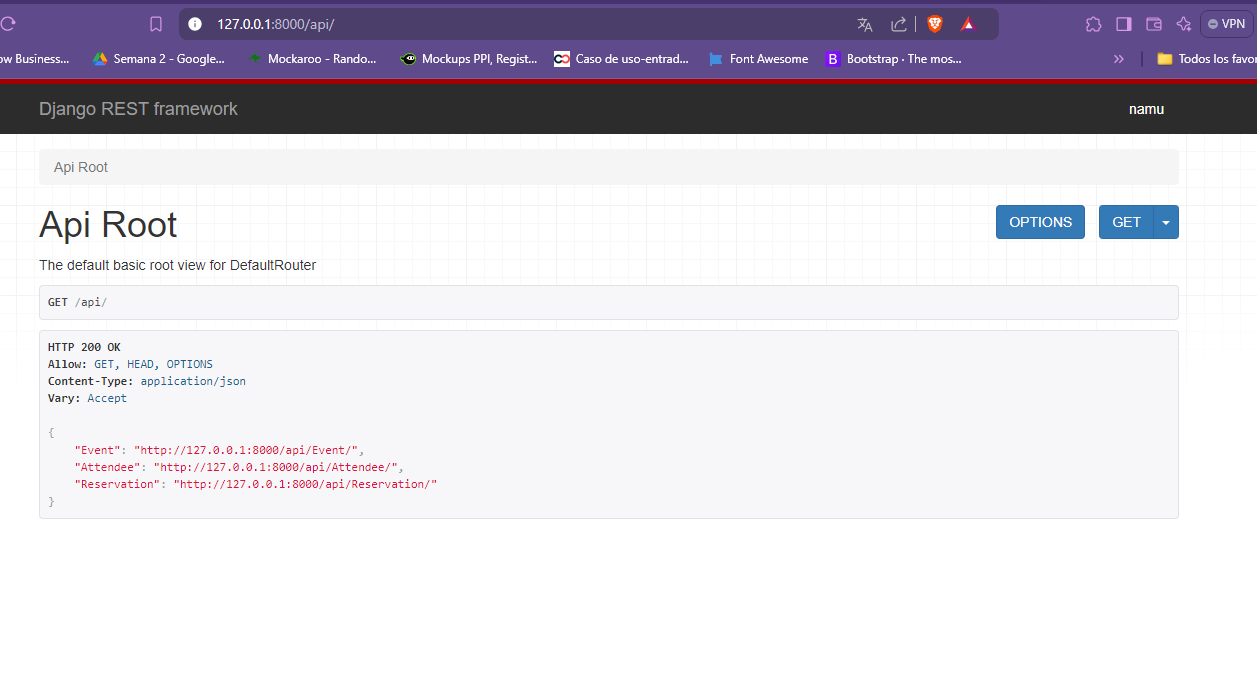 127.0.0.1:8000/api/
VPN
ow Business...
Semana 2 - Google...
Mockaroo - Rando...
Mockups PPI, Regist...
Caso de uso-entrad...
Font Awesome
B Bootstrap · The mos...
»
Todos los favor
Django REST framework
namu
Api Root
Api Root
OPTIONS
GET
The default basic root view for DefaultRouter
GET /api/
HTTP 200 OK
Allow: GET, HEAD, OPTIONS
Content-Type: application/json
Vary: Accept
{
"Event": "http://127.0.0.1:8000/api/Event/",
"Attendee": "http://127.0.0.1:8000/api/Attendee/",
"Reservation": "http://127.0.0.1:8000/api/Reservation/"
}